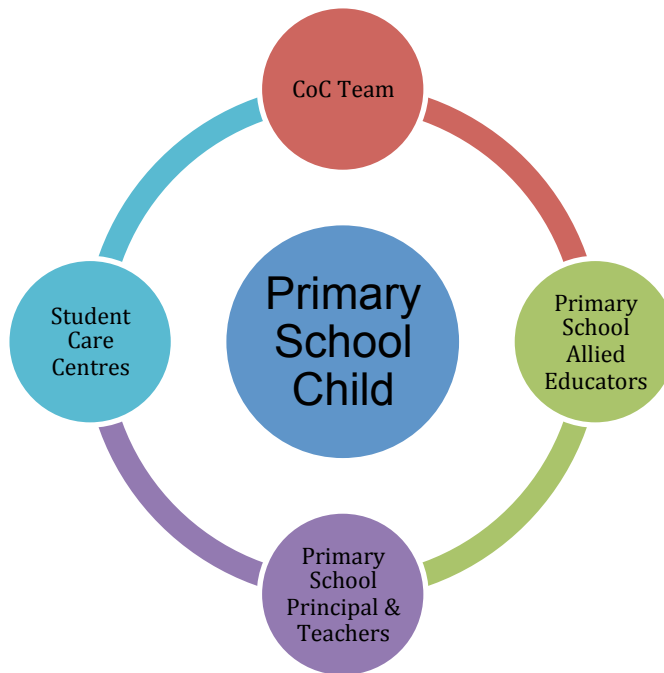 CoC Team
Primary
School
Child
Student
Care
Centres
Primary
School
Allied
Educators
Primary
School
Principal &
Teachers